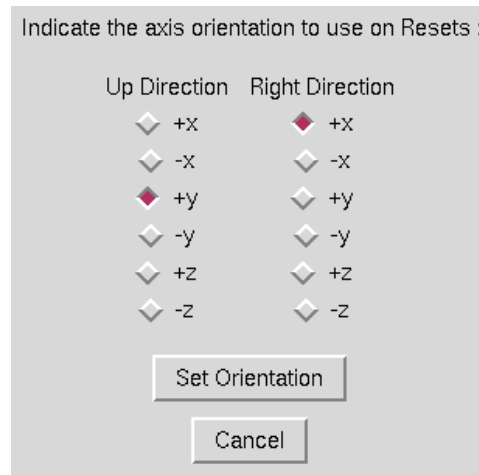 Indicate the axis orientation to use on Resets :
Up Direction Right Direction
+x +x
-x -x
+y +y
-y -y
+z +z
-z -z
Set Orientation
Cancel